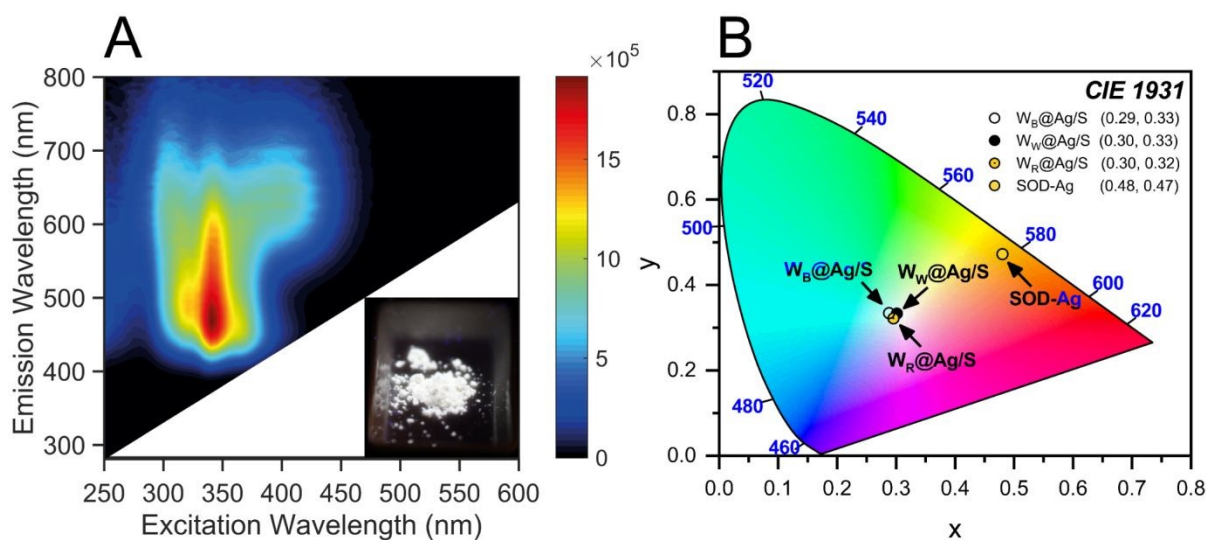 A
×10⁵
800
700
600
500
400
300
Emission Wavelength (nm)
250 300 350 400 450 500 550 600
Excitation Wavelength (nm)
15
10
5
0
B
CIE 1931
W_B@Ag/S (0.29, 0.33)
W_W@Ag/S (0.30, 0.33)
W_R@Ag/S (0.30, 0.32)
SOD-Ag (0.48, 0.47)
520
540
560
500
580
600
620
480
460
W_B@Ag/S
W_W@Ag/S
SOD-Ag
W_R@Ag/S
0.8
0.6
0.4
0.2
0.0
y
0.0 0.1 0.2 0.3 0.4 0.5 0.6 0.7 0.8
x